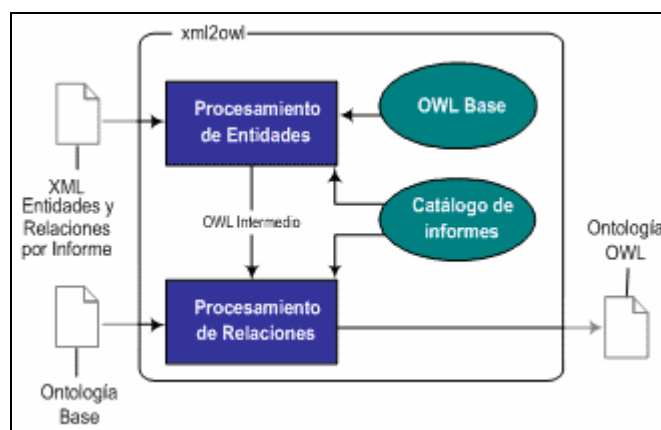 xml2owl
Procesamiento
de Entidades
OWL Base
XML
Entidades y
Relaciones
por Informe
OWL Intermedio
Catálogo de
informes
Ontología
OWL
Procesamiento
de Relaciones
Ontología
Base